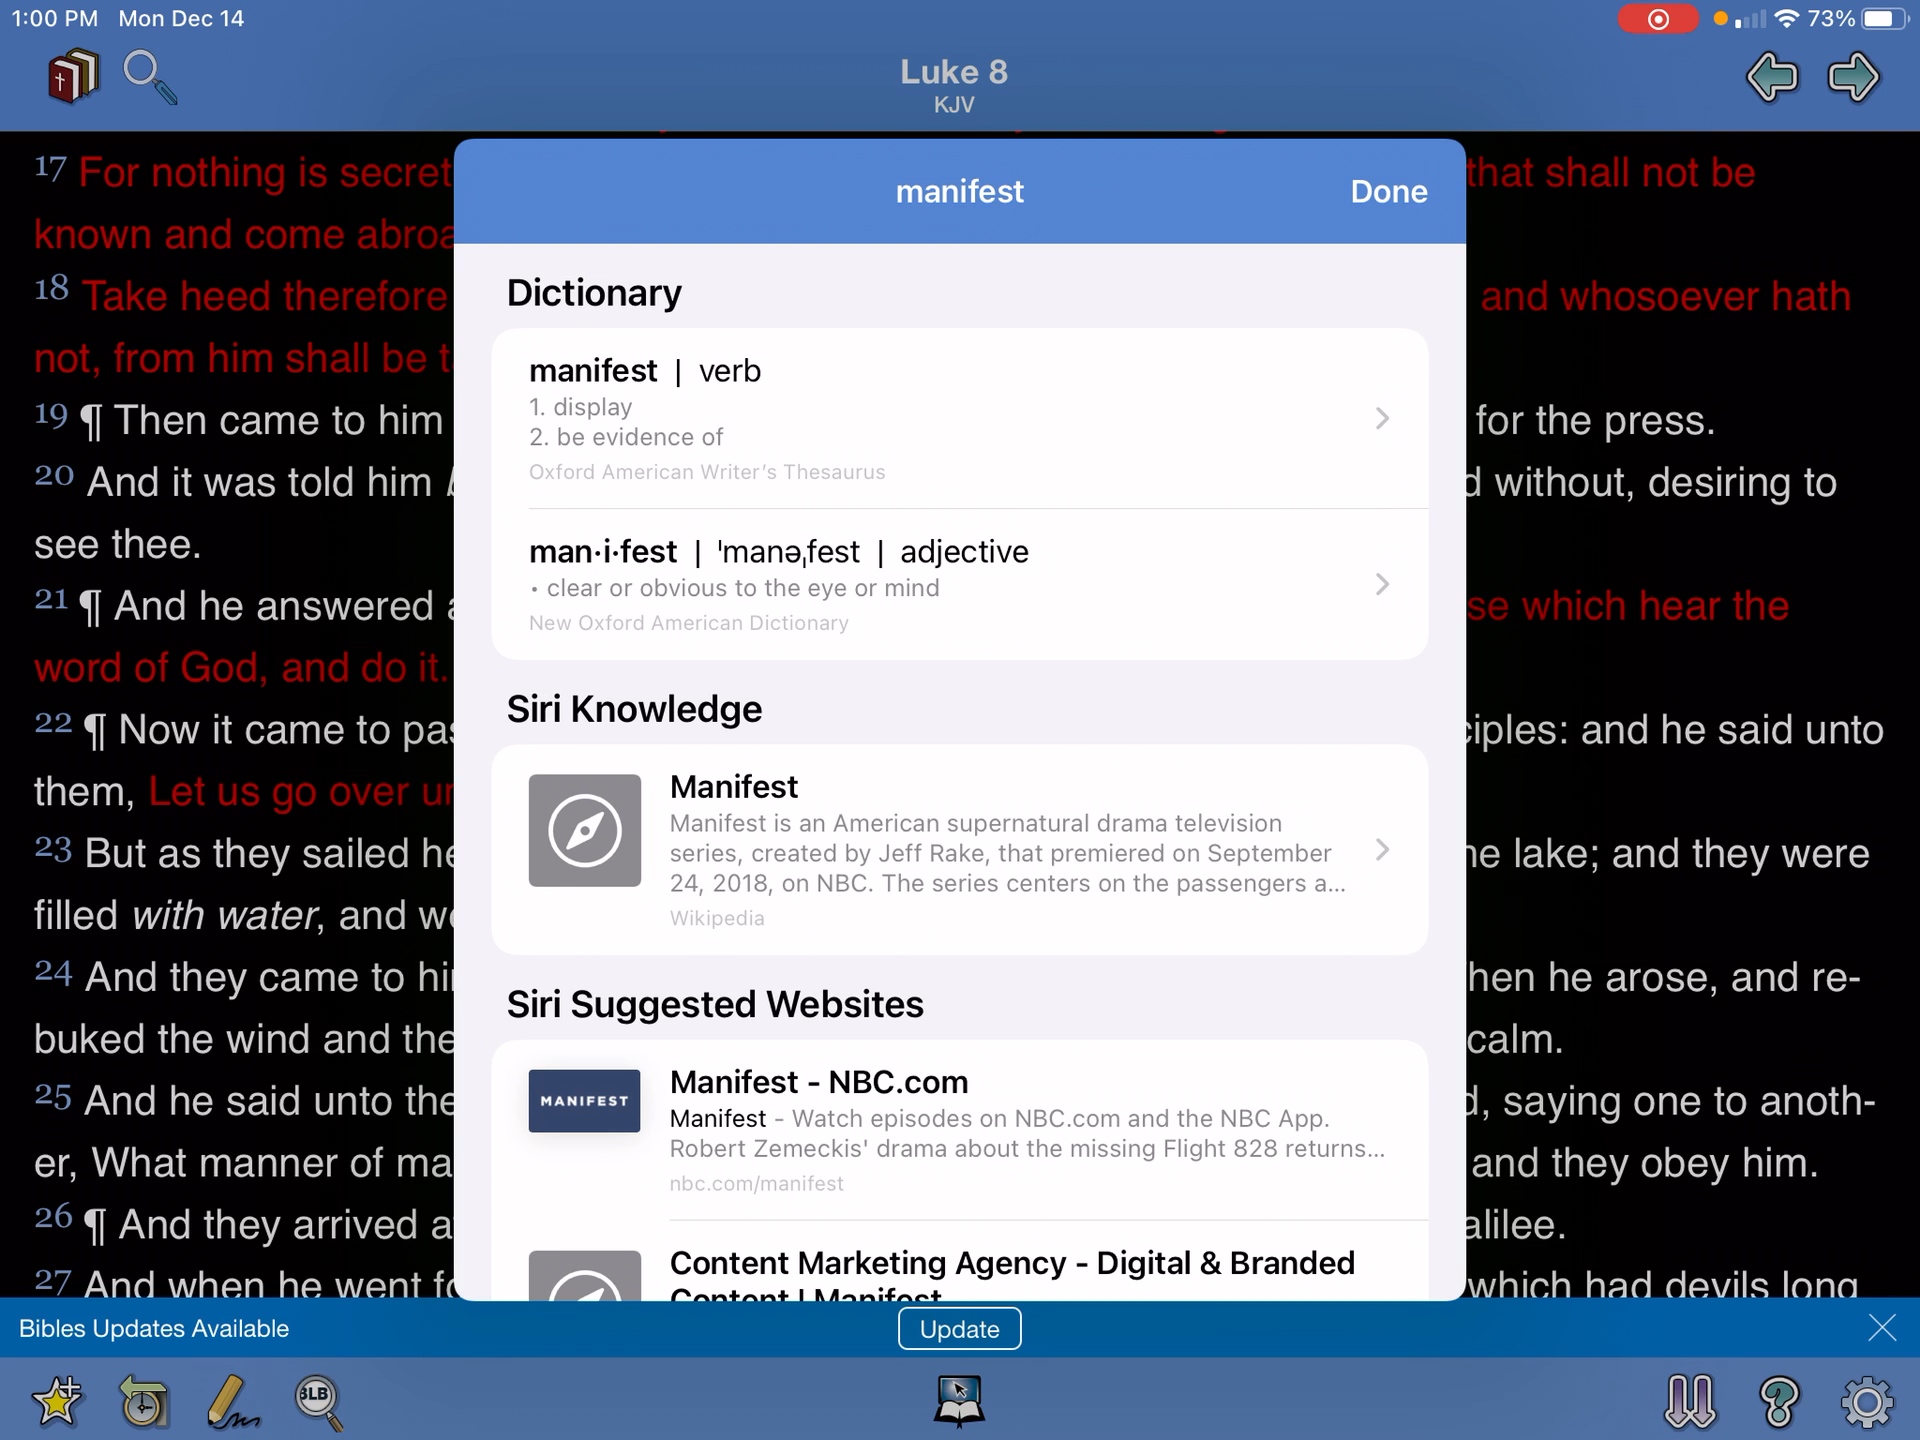 1:00 PM Mon Dec 14
73%
Luke 8
KJV
17 For nothing is secret
that shall not be
known and come abroa
18 Take heed therefore
and whosoever hath
not, from him shall be t
19 ¶ Then came to him
for the press.
20 And it was told him
d without, desiring to
see thee.
21 ¶ And he answered a
se which hear the
word of God, and do it.
22 ¶ Now it came to pas
ciples: and he said unto
them, Let us go over un
23 But as they sailed he
he lake; and they were
filled with water, and we
24 And they came to hi
hen he arose, and re-
buked the wind and the
calm.
25 And he said unto the
d, saying one to anoth-
er, What manner of ma
and they obey him.
26 ¶ And they arrived a
alilee.
27 And when he went fo
which had devils long
manifest
Done
Dictionary
manifest | verb
1. display
2. be evidence of
Oxford American Writer's Thesaurus
man·i·fest | ˈmanəˌfest | adjective
• clear or obvious to the eye or mind
New Oxford American Dictionary
Siri Knowledge
Manifest
Manifest is an American supernatural drama television
series, created by Jeff Rake, that premiered on September
24, 2018, on NBC. The series centers on the passengers a...
Wikipedia
Siri Suggested Websites
MANIFEST
Manifest - NBC.com
Manifest - Watch episodes on NBC.com and the NBC App.
Robert Zemeckis' drama about the missing Flight 828 returns...
nbc.com/manifest
Content Marketing Agency - Digital & Branded
Content | Manifest
Bibles Updates Available
Update
BLB